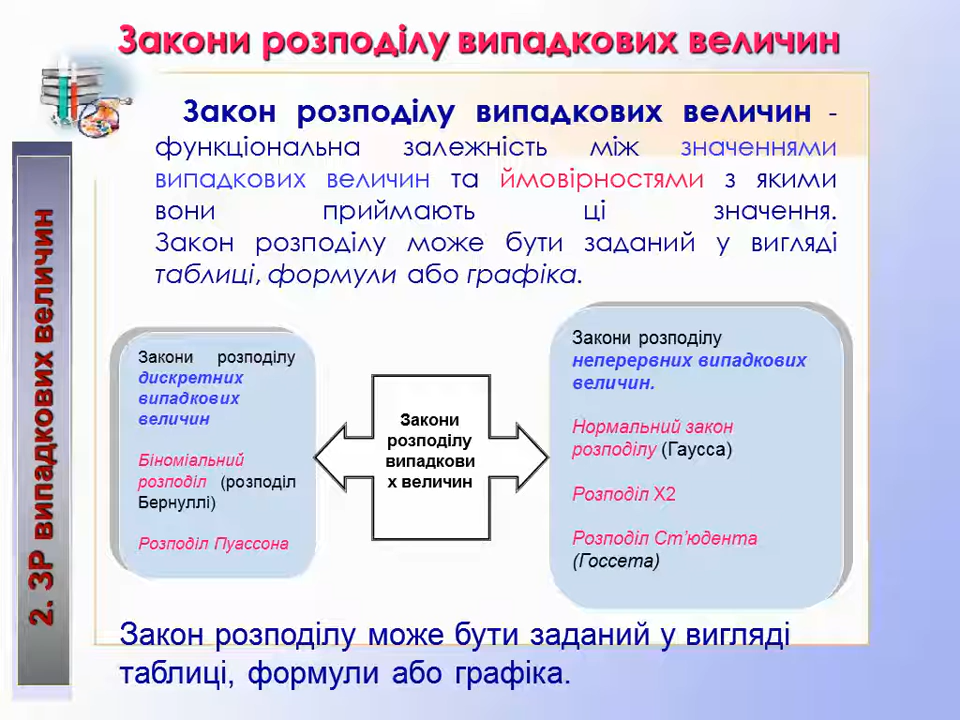 Закони розподілу випадкових величин
2. ЗР випадкових величин
Закон розподілу випадкових величин -
функціональна залежність між значеннями
випадкових величин та ймовірностями з якими
вони приймають ці значення.
Закон розподілу може бути заданий у вигляді
таблиці, формули або графіка.
Закони розподілу
дискретних
випадкових
величин
Біноміальний
розподіл (розподіл
Бернуллі)
Розподіл Пуассона
Закони
розподілу
випадкови
х величин
Закони розподілу
неперервних випадкових
величин.
Нормальний закон
розподілу (Гаусса)
Розподіл Х2
Розподіл Ст'юдента
(Госсета)
Закон розподілу може бути заданий у вигляді
таблиці, формули або графіка.